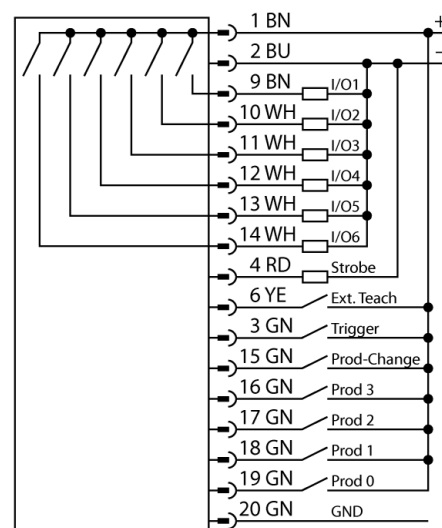 1 BN +
2 BU –
9 BN I/O1
10 WH I/O2
11 WH I/O3
12 WH I/O4
13 WH I/O5
14 WH I/O6
4 RD Strobe
6 YE Ext. Teach
3 GN Trigger
15 GN Prod-Change
16 GN Prod 3
17 GN Prod 2
18 GN Prod 1
19 GN Prod 0
20 GN GND